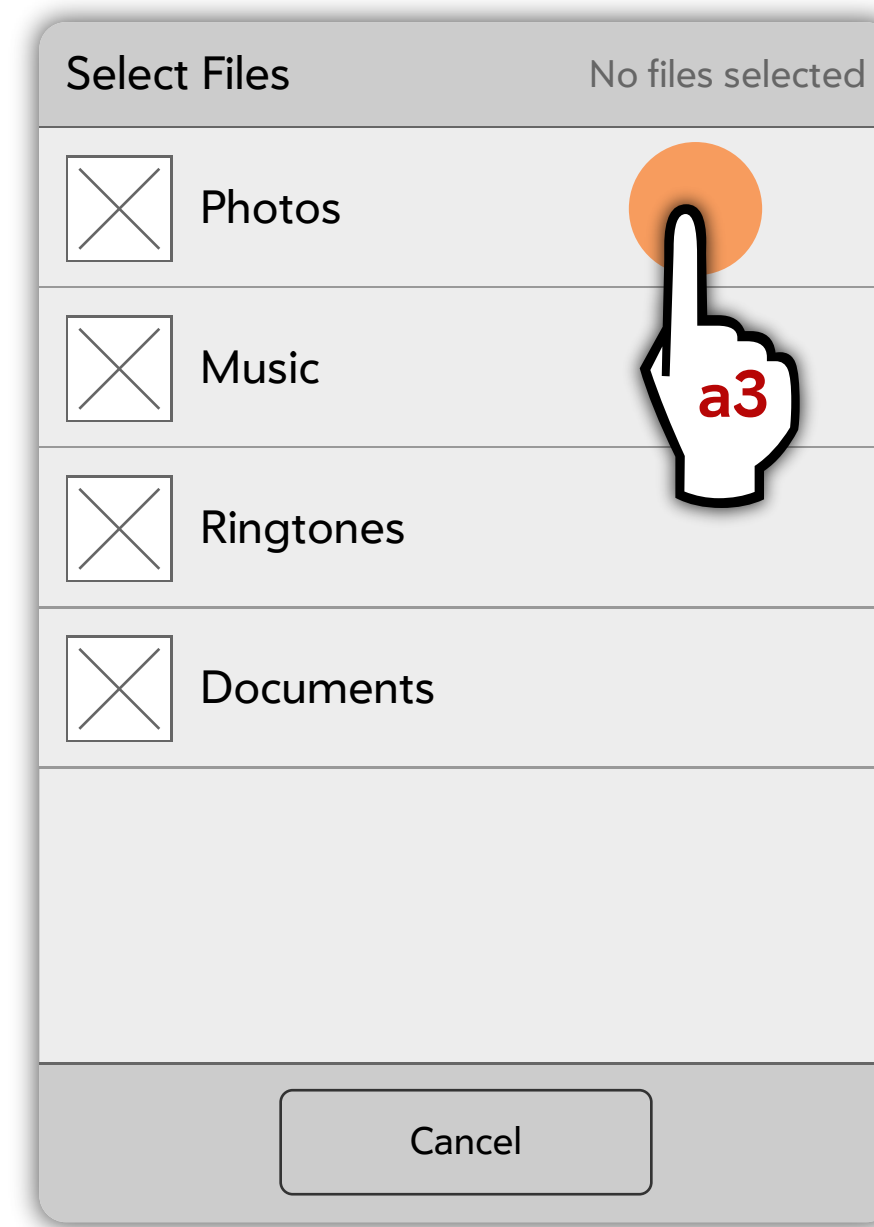 Select Files
No files selected
Photos
Music
a3
Ringtones
Documents
Cancel